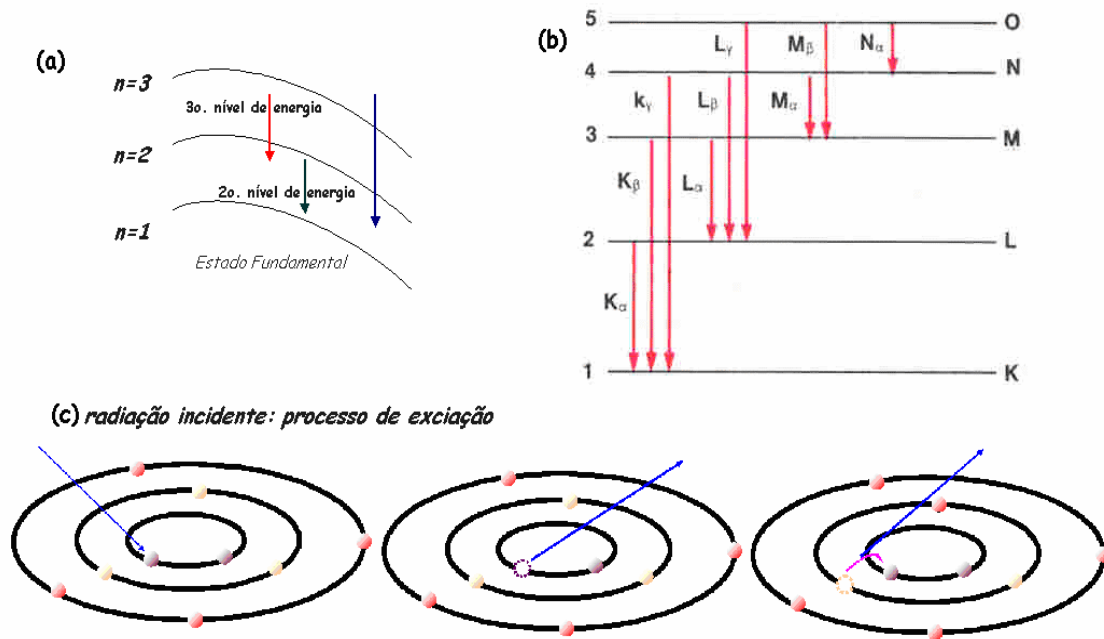 (a)
n=3
3o. nível de energia
n=2
2o. nível de energia
n=1
Estado Fundamental
(b)
5 O
Lγ Mβ Nα
4 N
kγ Lβ Mα
3 M
Kβ Lα
2 L
Kα
1 K
(c) radiação incidente: processo de exciação